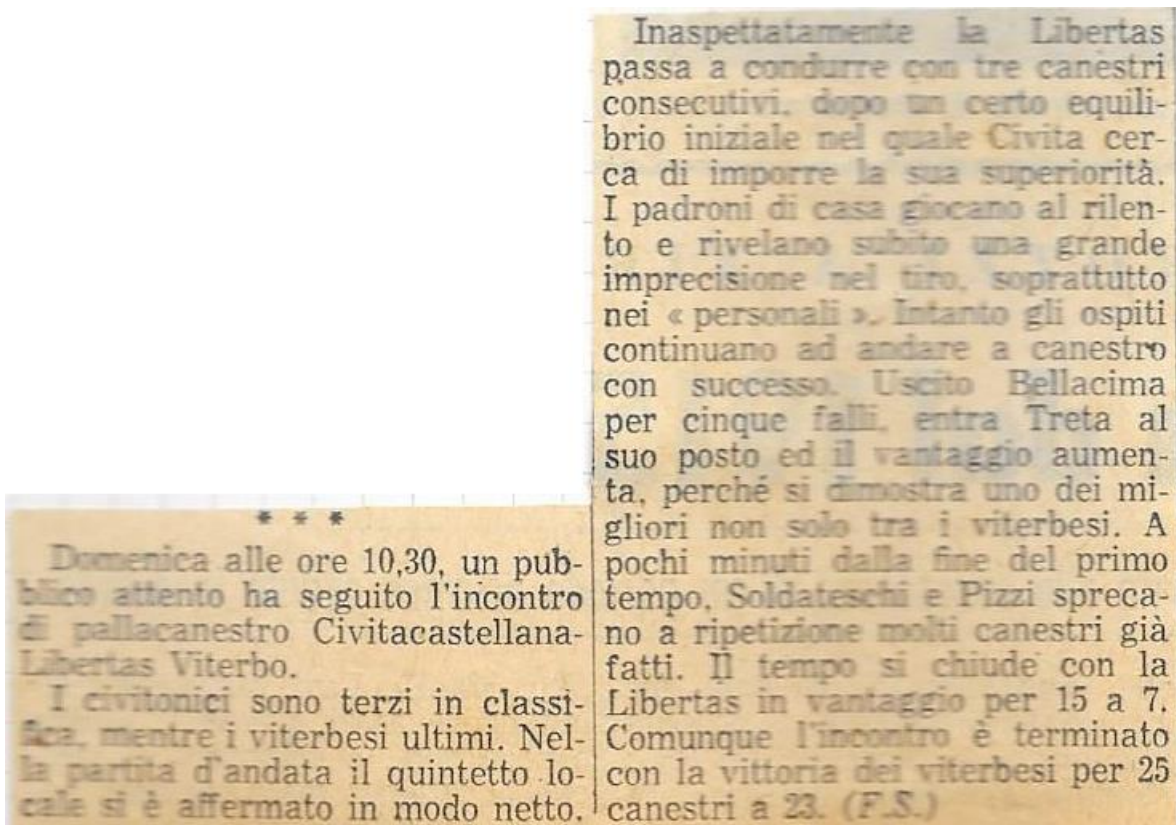 * * *
Domenica alle ore 10,30, un pub-
blico attento ha seguito l'incontro
di pallacanestro Civitacastellana-
Libertas Viterbo.
I civitonici sono terzi in classi-
fica, mentre i viterbesi ultimi. Nel-
la partita d'andata il quintetto lo-
cale si è affermato in modo netto.
Inaspettatamente la Libertas
passa a condurre con tre canestri
consecutivi, dopo un certo equili-
brio iniziale nel quale Civita cer-
ca di imporre la sua superiorità.
I padroni di casa giocano al rilen-
to e rivelano subito una grande
imprecisione nel tiro, soprattutto
nei « personali ». Intanto gli ospiti
continuano ad andare a canestro
con successo. Uscito Bellacima
per cinque falli, entra Treta al
suo posto ed il vantaggio aumen-
ta, perché si dimostra uno dei mi-
gliori non solo tra i viterbesi. A
pochi minuti dalla fine del primo
tempo, Soldateschi e Pizzi spreca-
no a ripetizione molti canestri già
fatti. Il tempo si chiude con la
Libertas in vantaggio per 15 a 7.
Comunque l'incontro è terminato
con la vittoria dei viterbesi per 25
canestri a 23. (F.S.)